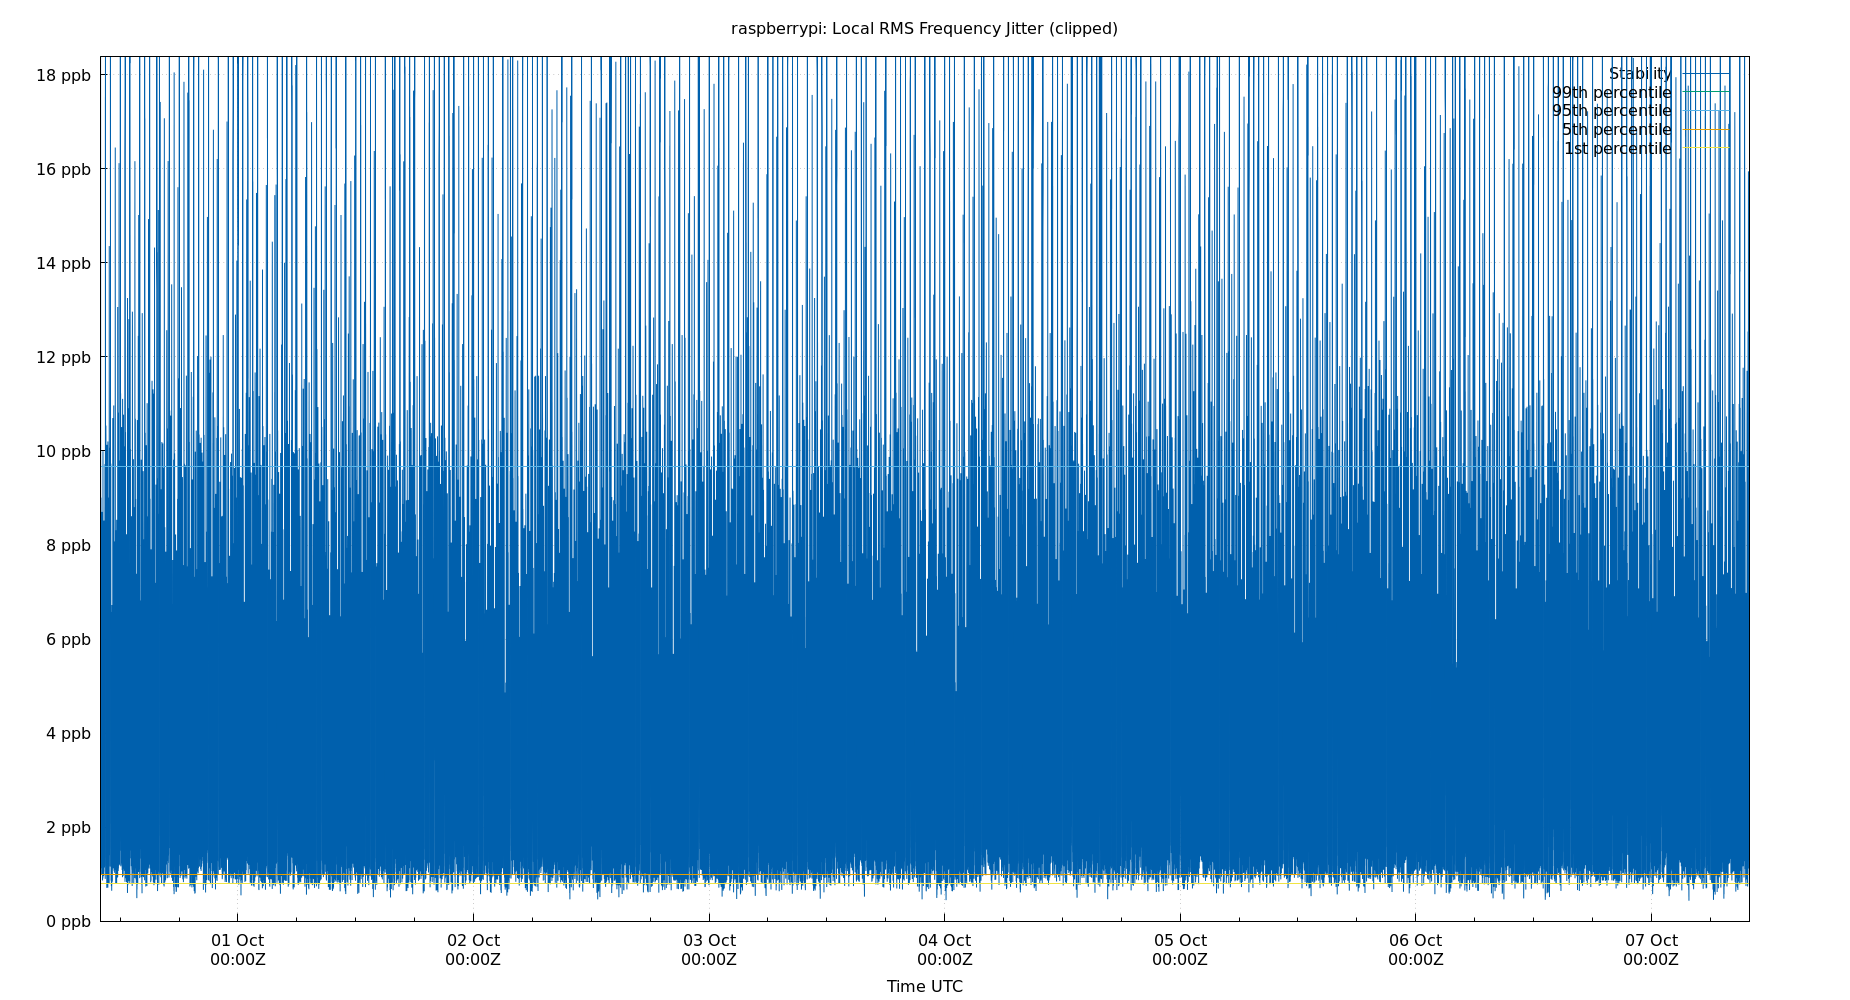 raspberrypi: Local RMS Frequency Jitter (clipped)
18 ppb
16 ppb
14 ppb
12 ppb
10 ppb
8 ppb
6 ppb
4 ppb
2 ppb
0 ppb
Stability
99th percentile
95th percentile
5th percentile
1st percentile
01 Oct 02 Oct 03 Oct 04 Oct 05 Oct 06 Oct 07 Oct
00:00Z 00:00Z 00:00Z 00:00Z 00:00Z 00:00Z 00:00Z
Time UTC